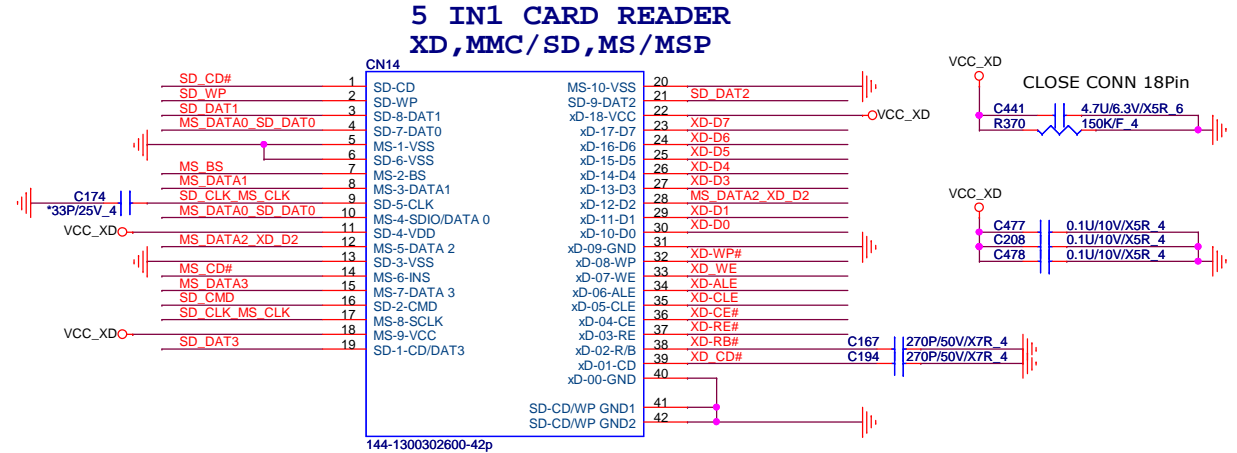 5 IN1 CARD READER
XD,MMC/SD,MS/MSP
CN14
SD_CD# 1 SD-CD
SD_WP 2 SD-WP
SD_DAT1 3 SD-8-DAT1
MS_DATA0_SD_DAT0 4 SD-7-DAT0
5 MS-1-VSS
6 SD-6-VSS
MS_BS 7 MS-2-BS
MS_DATA1 8 MS-3-DATA1
C174 *33P/25V_4 SD_CLK_MS_CLK 9 SD-5-CLK
MS_DATA0_SD_DAT0 10 MS-4-SDIO/DATA 0
VCC_XD 11 SD-4-VDD
MS_DATA2_XD_D2 12 MS-5-DATA 2
13 SD-3-VSS
MS_CD# 14 MS-6-INS
MS_DATA3 15 MS-7-DATA 3
SD_CMD 16 SD-2-CMD
SD_CLK_MS_CLK 17 MS-8-SCLK
VCC_XD 18 MS-9-VCC
SD_DAT3 19 SD-1-CD/DAT3
MS-10-VSS 20
SD-9-DAT2 21 SD_DAT2
xD-18-VCC 22 VCC_XD
xD-17-D7 23 XD-D7
xD-16-D6 24 XD-D6
xD-15-D5 25 XD-D5
xD-14-D4 26 XD-D4
xD-13-D3 27 XD-D3
xD-12-D2 28 MS_DATA2_XD_D2
xD-11-D1 29 XD-D1
xD-10-D0 30 XD-D0
xD-09-GND 31
xD-08-WP 32 XD-WP#
xD-07-WE 33 XD_WE
xD-06-ALE 34 XD-ALE
xD-05-CLE 35 XD-CLE
xD-04-CE 36 XD-CE#
xD-03-RE 37 XD-RE#
xD-02-R/B 38 XD-RB# C167 270P/50V/X7R_4
xD-01-CD 39 XD_CD# C194 270P/50V/X7R_4
xD-00-GND 40
SD-CD/WP GND1 41
SD-CD/WP GND2 42
144-1300302600-42p
VCC_XD
CLOSE CONN 18Pin
C441 4.7U/6.3V/X5R_6
R370 150K/F_4
VCC_XD
C477 0.1U/10V/X5R_4
C208 0.1U/10V/X5R_4
C478 0.1U/10V/X5R_4